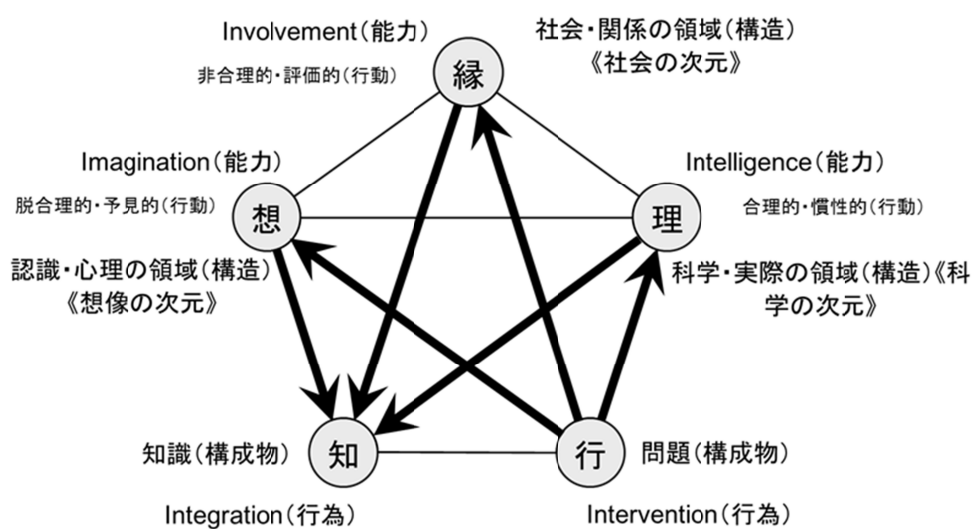 Involvement(能力)
非合理的・評価的(行動)
縁
社会・関係の領域(構造)
《社会の次元》
Imagination(能力)
脱合理的・予見的(行動)
想
認識・心理の領域(構造)
《想像の次元》
Intelligence(能力)
合理的・慣性的(行動)
理
科学・実際の領域(構造)《科
学の次元》
知識(構成物)
知
Integration(行為)
行
問題(構成物)
Intervention(行為)